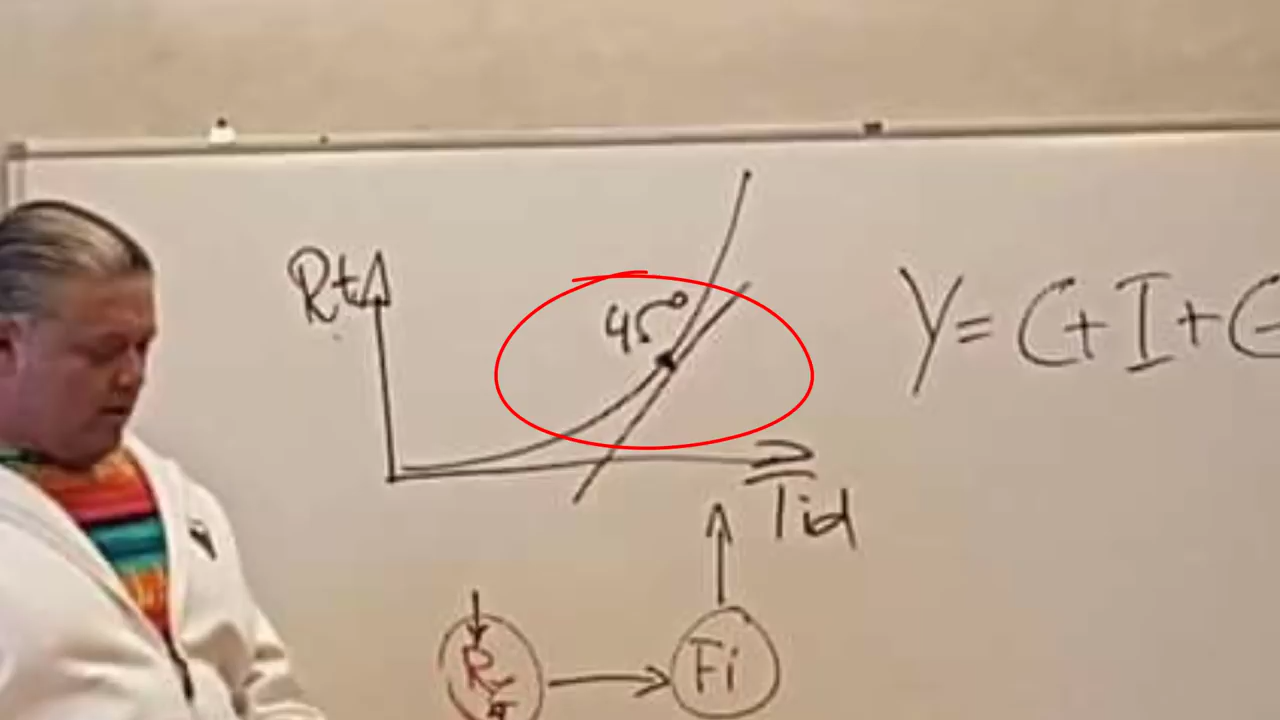 Rt
45°
Y = C + I + G
Tid
Fi